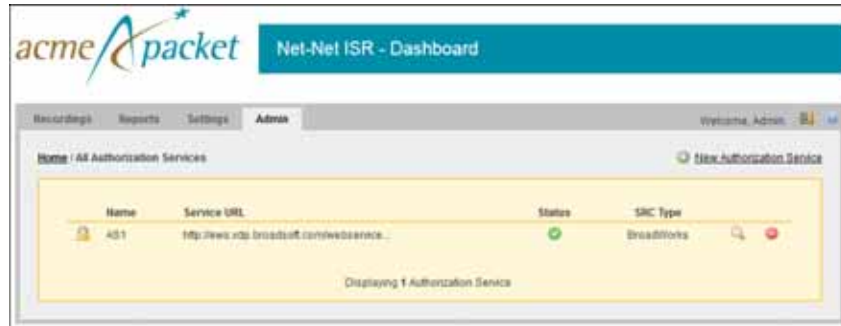 acme packet
Net-Net ISR - Dashboard
Recordings Reports Settings Admin Welcome, Admin
Home / All Authorization Services New Authorization Service
Name Service URL Status SRC Type
AS1 http://ews.xdp.broadsoft.com/webservice... BroadWorks
Displaying 1 Authorization Service